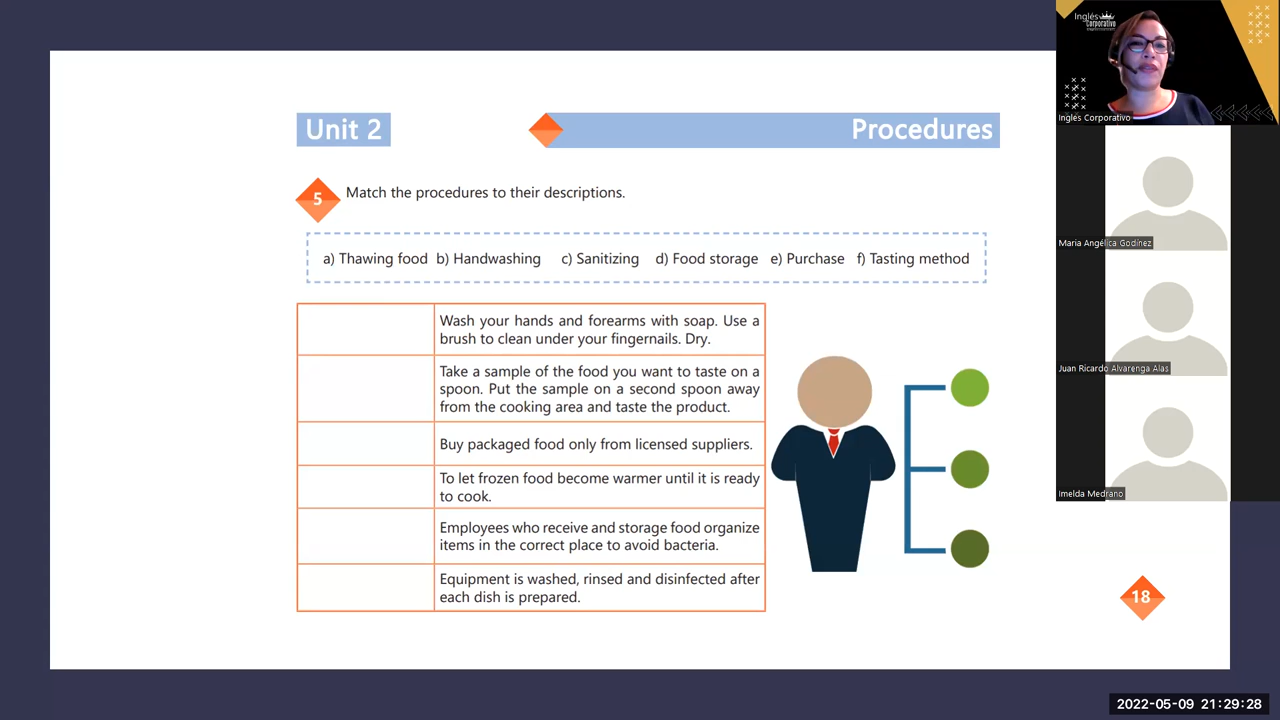 Unit 2
Procedures
5
Match the procedures to their descriptions.
a) Thawing food b) Handwashing c) Sanitizing d) Food storage e) Purchase f) Tasting method
Wash your hands and forearms with soap. Use a
brush to clean under your fingernails. Dry.
Take a sample of the food you want to taste on a
spoon. Put the sample on a second spoon away
from the cooking area and taste the product.
Buy packaged food only from licensed suppliers.
To let frozen food become warmer until it is ready
to cook.
Employees who receive and storage food organize
items in the correct place to avoid bacteria.
Equipment is washed, rinsed and disinfected after
each dish is prepared.
18
Inglés
Corporativo
Inglés Corporativo
Maria Angélica Godínez
Juan Ricardo Alvarenga Alas
Imelda Medrano
2022-05-09 21:29:28